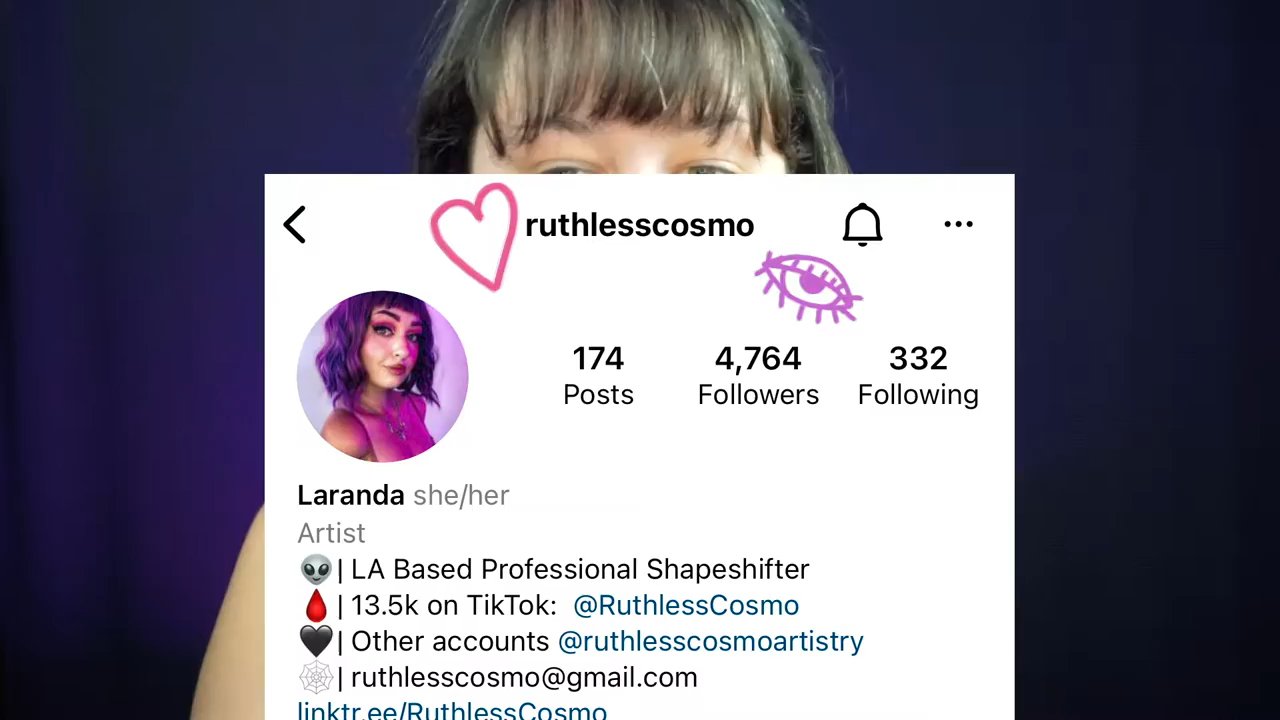 ruthlesscosmo
174 4,764 332
Posts Followers Following
Laranda she/her
Artist
👽| LA Based Professional Shapeshifter
🩸| 13.5k on TikTok: @RuthlessCosmo
🖤| Other accounts @ruthlesscosmoartistry
🕸| ruthlesscosmo@gmail.com
linktr.ee/RuthlessCosmo